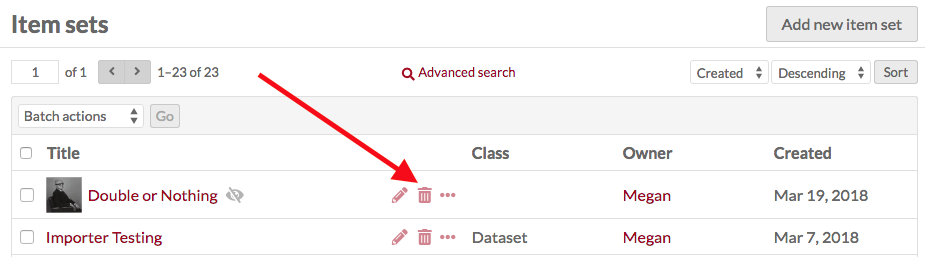 Item sets Add new item set
1 of 1 1–23 of 23 Advanced search Created Descending Sort
Batch actions Go
Title Class Owner Created
Double or Nothing Megan Mar 19, 2018
Importer Testing Dataset Megan Mar 7, 2018